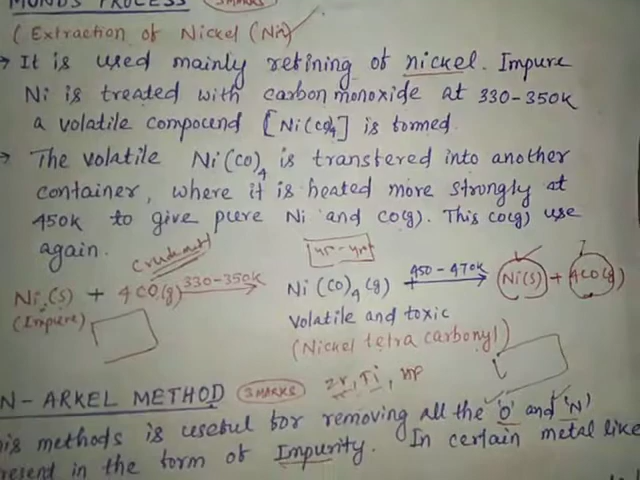 MONDS PROCESS 3MARKS
(Extraction of Nickel (Ni)
→ It is used mainly refining of nickel. Impure
Ni is treated with carbon monoxide at 330-350K
a volatile compound [Ni(CO)4] is formed
→ The volatile Ni(CO)4 is transfered into another
container, where it is heated more strongly at
450K to give pure Ni and CO(g). This CO(g) use
again.
Ni(s) + 4CO(g) 330-350K → Ni(CO)4(g) 450-470K → Ni(s) + 4CO(g)
(Impure) volatile and toxic
(Nickel tetra carbonyl)
N-ARKEL METHOD 3MARKS Zr, Ti,
is methods is useful for removing all the 'O' and 'N'
resent in the form of Impurity. In certain metal like